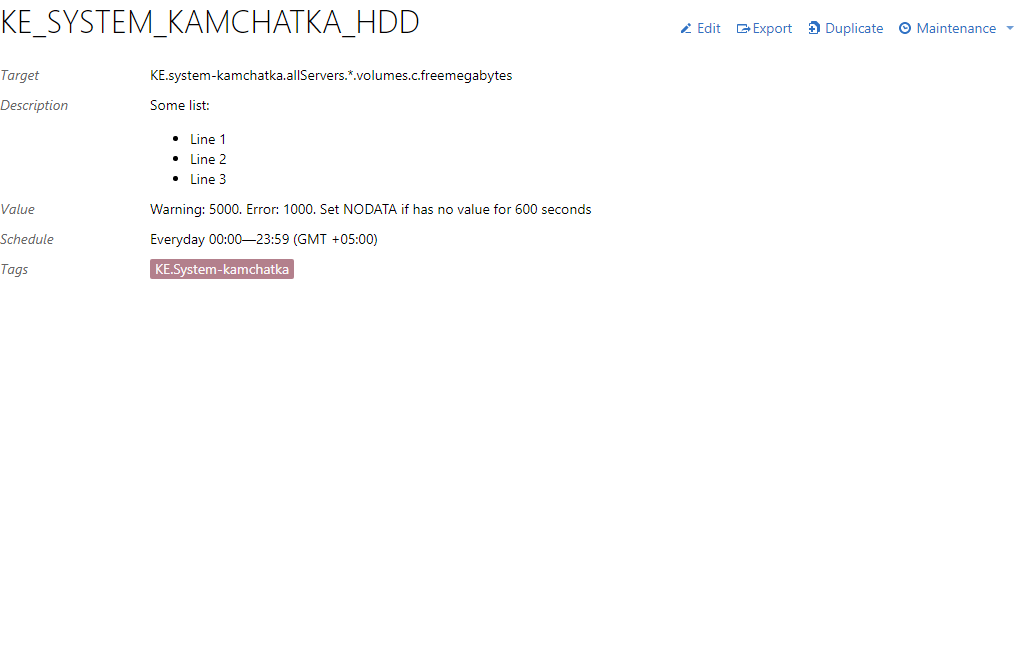 KE_SYSTEM_KAMCHATKA_HDD
Edit Export Duplicate Maintenance
Target KE.system-kamchatka.allServers.*.volumes.c.freemegabytes
Description Some list:
• Line 1
• Line 2
• Line 3
Value Warning: 5000. Error: 1000. Set NODATA if has no value for 600 seconds
Schedule Everyday 00:00—23:59 (GMT +05:00)
Tags KE.System-kamchatka